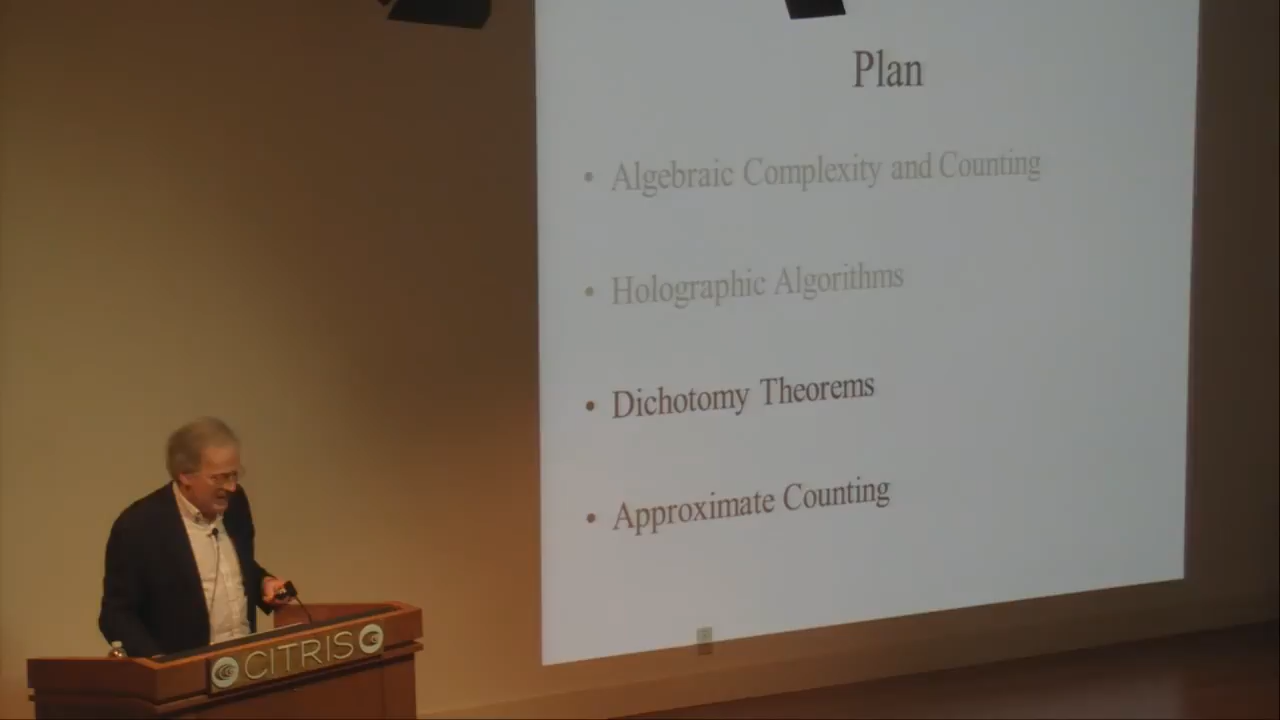 Plan
• Algebraic Complexity and Counting
• Holographic Algorithms
• Dichotomy Theorems
• Approximate Counting
CITRIS